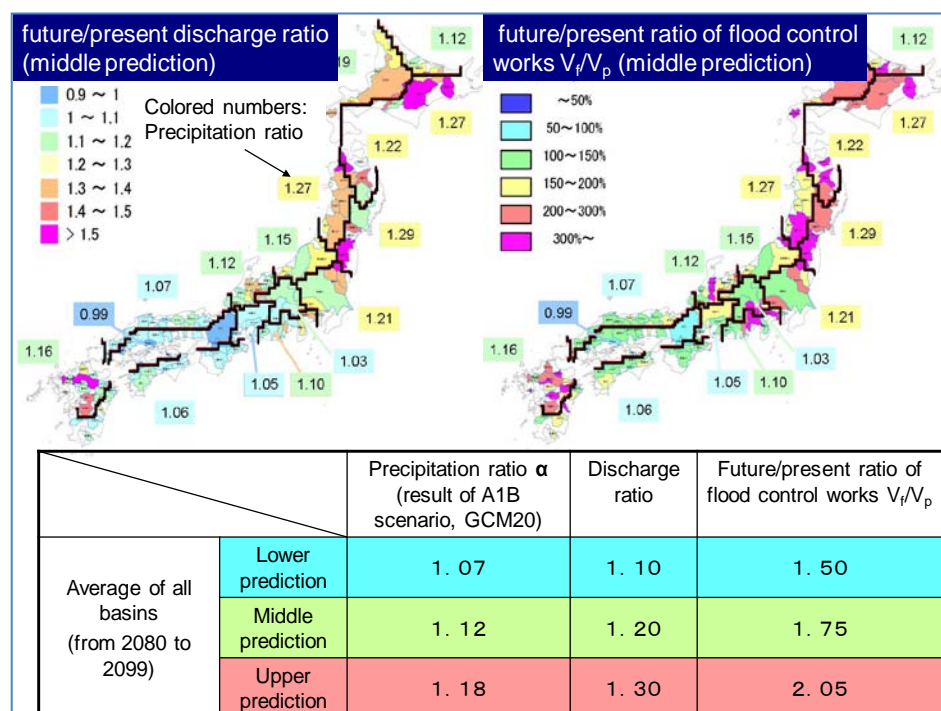 future/present discharge ratio
(middle prediction)
0.9 ～ 1
1 ～ 1.1
1.1 ～ 1.2
1.2 ～ 1.3
1.3 ～ 1.4
1.4 ～ 1.5
> 1.5
Colored numbers:
Precipitation ratio
1.12
19
1.27
1.22
1.27
1.29
1.15
1.12
1.07
0.99
1.21
1.16
1.03
1.05
1.10
1.06
future/present ratio of flood control
works Vf/Vp (middle prediction)
～50%
50～100%
100～150%
150～200%
200～300%
300%～
1.12
1.27
1.22
1.27
1.29
1.15
1.12
1.07
0.99
1.21
1.16
1.03
1.05
1.10
1.06
Precipitation ratio α
(result of A1B
scenario, GCM20)
Discharge
ratio
Future/present ratio of
flood control works Vf/Vp
Average of all
basins
(from 2080 to
2099)
Lower
prediction
１．０７
１．１０
１．５０
Middle
prediction
１．１２
１．２０
１．７５
Upper
prediction
１．１８
１．３０
２．０５